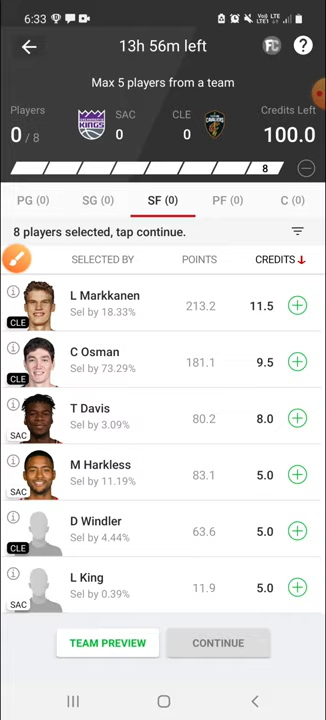 6:33
Vo)) LTE
LTE
13h 56m left
FC
?
Max 5 players from a team
Players
0 / 8
KINGS
SAC
0
CLE
0
Credits Left
100.0
8
PG (0) SG (0) SF (0) PF (0) C (0)
8 players selected, tap continue.
SELECTED BY POINTS CREDITS
L Markkanen
Sel by 18.33%
213.2
11.5
CLE
C Osman
Sel by 73.29%
181.1
9.5
CLE
T Davis
Sel by 3.09%
80.2
8.0
SAC
M Harkless
Sel by 11.19%
83.1
5.0
SAC
D Windler
Sel by 4.44%
63.6
5.0
CLE
L King
Sel by 0.39%
11.9
5.0
SAC
TEAM PREVIEW
CONTINUE